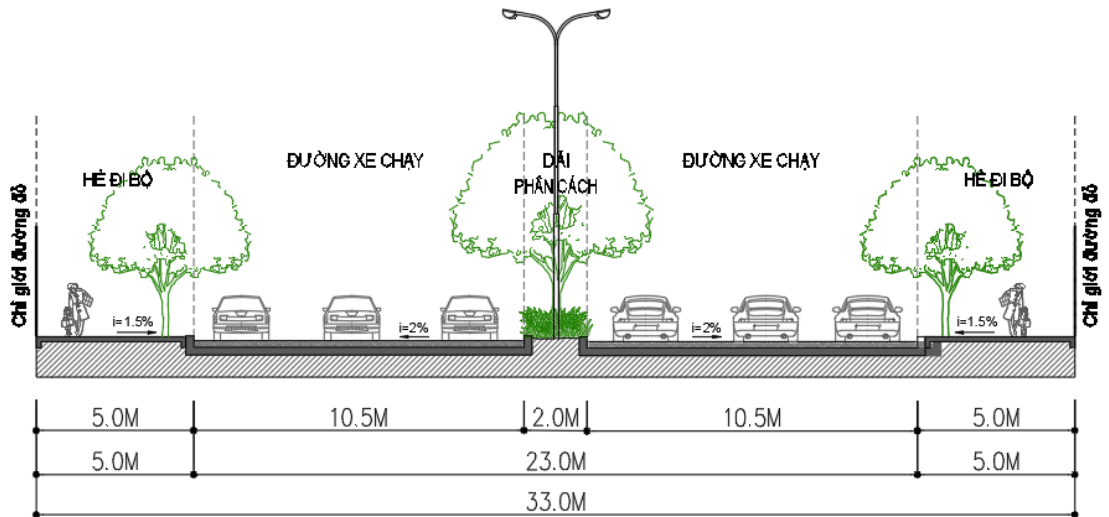 ĐƯỜNG XE CHẠY
DẢI
PHÂN CÁCH
ĐƯỜNG XE CHẠY
HÈ ĐI BỘ
HÈ ĐI BỘ
Chỉ giới đường đỏ
Chỉ giới đường đỏ
i=1.5%
i=2%
i=2%
i=1.5%
5.0M 10.5M 2.0M 10.5M 5.0M
5.0M 23.0M 5.0M
33.0M